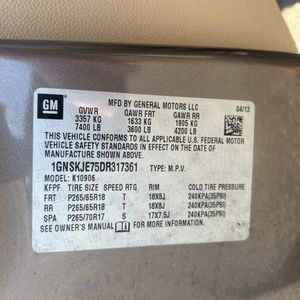 GM
MFD BY GENERAL MOTORS LLC
04/13
GVWR GAWR FRT GAWR RR
3357 KG 1633 KG 1905 KG
7400 LB 3600 LB 4200 LB
THIS VEHICLE CONFORMS TO ALL APPLICABLE U.S. FEDERAL MOTOR
VEHICLE SAFETY STANDARDS IN EFFECT ON THE DATE OF
MANUFACTURE SHOWN ABOVE.
1GNSKJE75DR317361 TYPE: M.P.V.
MODEL: K10906
KFPF TIRE SIZE SPEED RTG RIM COLD TIRE PRESSURE
FRT P265/65R18 T 18X8J 240KPA(35PSI)
RR P265/65R18 T 18X8J 240KPA(35PSI)
SPA P265/70R17 S 17X7.5J 240KPA(35PSI)
SEE OWNER'S MANUAL FOR MORE INFORMATION.